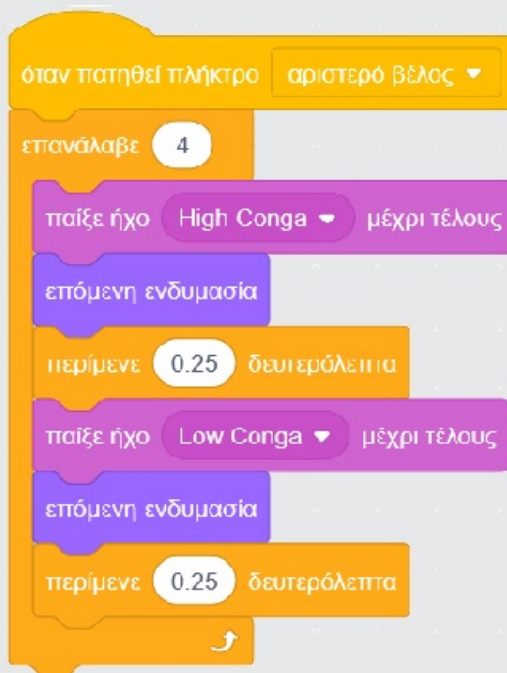 όταν πατηθεί πλήκτρο αριστερό βέλος
επανάλαβε 4
παίξε ήχο High Conga μέχρι τέλους
επόμενη ενδυμασία
περίμενε 0.25 δευτερόλεπτα
παίξε ήχο Low Conga μέχρι τέλους
επόμενη ενδυμασία
περίμενε 0.25 δευτερόλεπτα